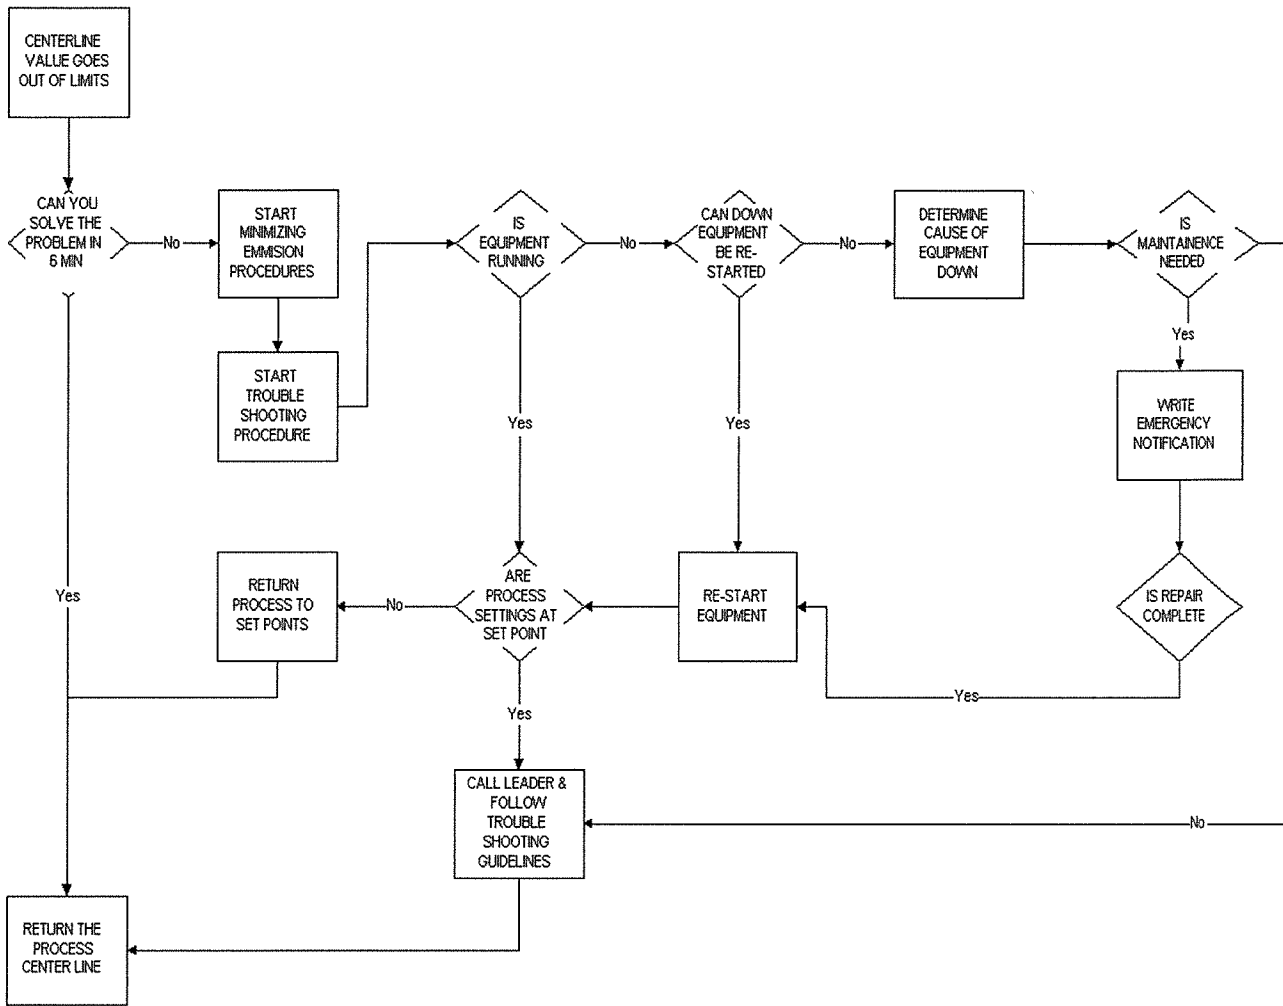 CENTERLINE
VALUE GOES
OUT OF LIMITS
CAN YOU
SOLVE THE
PROBLEM IN
6 MIN
No
START
MINIMIZING
EMMISION
PROCEDURES
START
TROUBLE
SHOOTING
PROCEDURE
IS
EQUIPMENT
RUNNING
No
CAN DOWN
EQUIPMENT
BE RE-
STARTED
No
DETERMINE
CAUSE OF
EQUIPMENT
DOWN
IS
MAINTAINENCE
NEEDED
Yes
WRITE
EMERGENCY
NOTIFICATION
Yes
Yes
IS REPAIR
COMPLETE
Yes
RE-START
EQUIPMENT
ARE
PROCESS
SETTINGS AT
SET POINT
No
RETURN
PROCESS TO
SET POINTS
Yes
Yes
CALL LEADER &
FOLLOW
TROUBLE
SHOOTING
GUIDELINES
No
RETURN THE
PROCESS
CENTER LINE